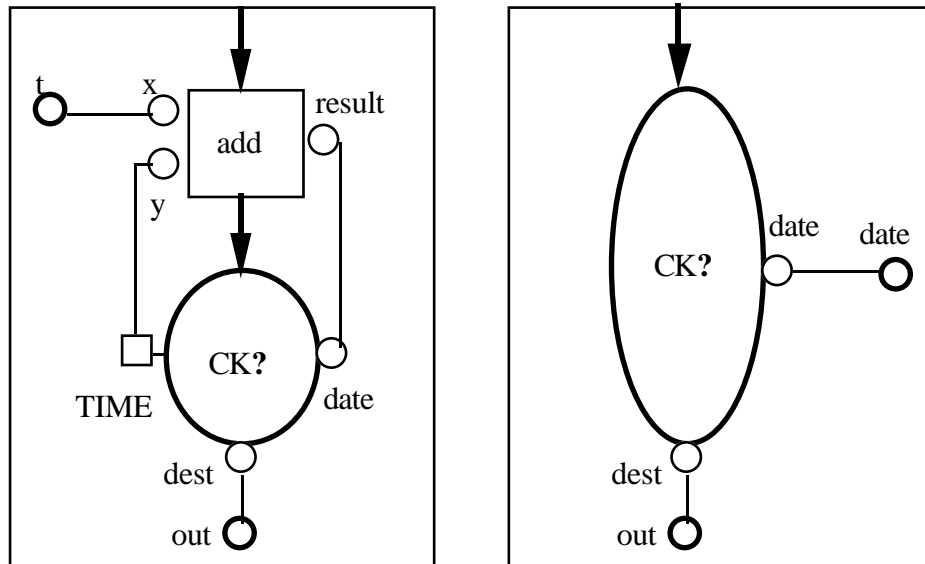 t
x
result
add
y
CK?
TIME
date
dest
out
date
date
CK?
dest
out